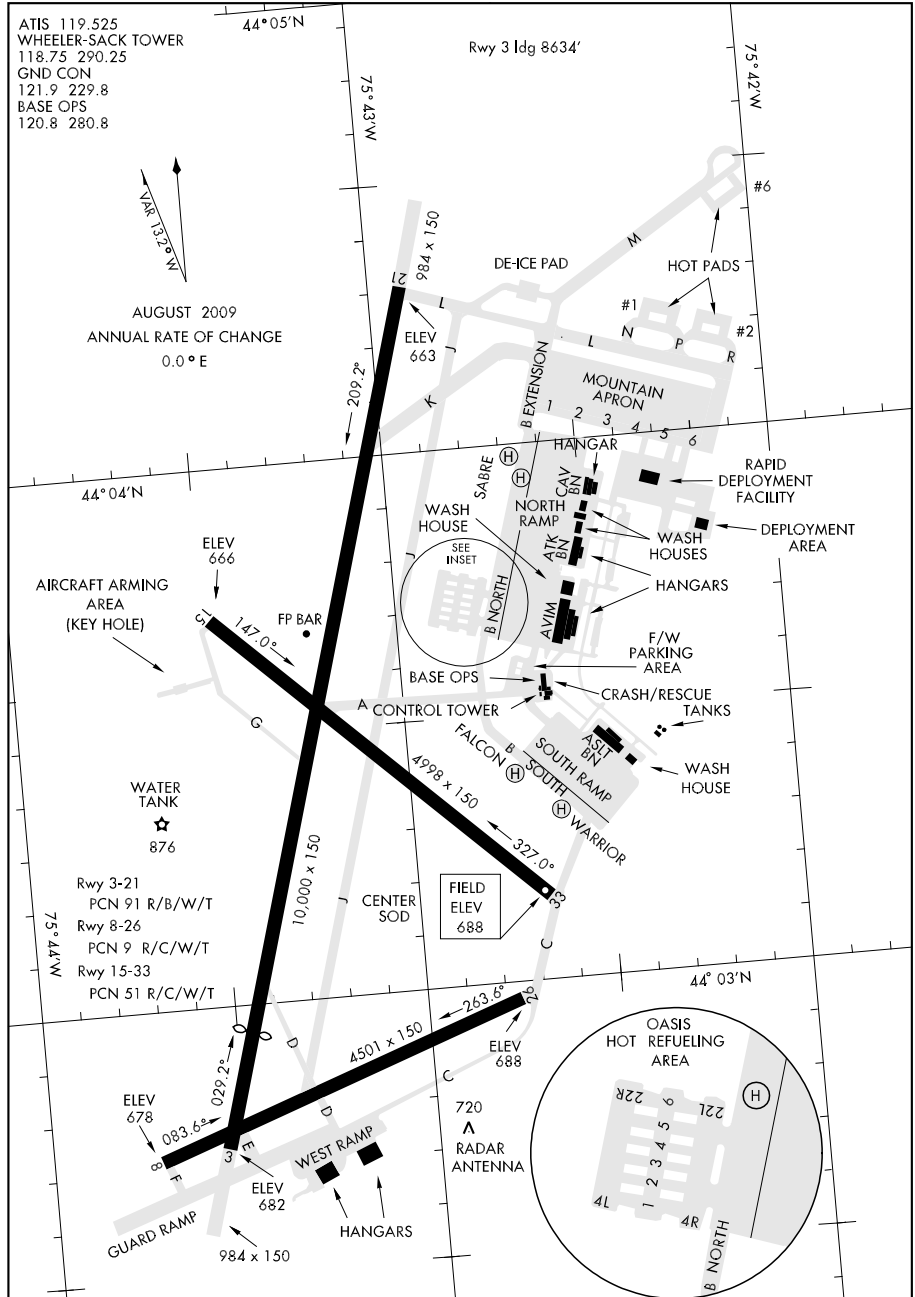 ATIS 119.525
WHEELER-SACK TOWER
118.75 290.25
GND CON
121.9 229.8
BASE OPS
120.8 280.8
44°05'N
Rwy 3 ldg 8634'
75°43'W
75°42'W
VAR 13.2° W
AUGUST 2009
ANNUAL RATE OF CHANGE
0.0° E
984 x 150
21
ELEV
663
209.2°
DE-ICE PAD
HOT PADS
#6
#1
#2
M
L
J
K
L
N
P
R
B EXTENSION
MOUNTAIN
APRON
1 2 3 4 5 6
44°04'N
HANGAR
SABRE
H
H
CAV
BN
NORTH
RAMP
RAPID
DEPLOYMENT
FACILITY
WASH
HOUSE
WASH
HOUSES
DEPLOYMENT
AREA
ATK
BN
HANGARS
SEE
INSET
B NORTH
AVIM
J
ELEV
666
AIRCRAFT ARMING
AREA
(KEY HOLE)
15
147.0°
FP BAR
F/W
PARKING
AREA
BASE OPS
CRASH/RESCUE
TANKS
A
CONTROL TOWER
G
FALCON
H
B
SOUTH
SOUTH RAMP
ASLT
BN
WASH
HOUSE
H
WARRIOR
4998 x 150
327.0°
33
WATER
TANK
876
10,000 x 150
Rwy 3-21
PCN 91 R/B/W/T
Rwy 8-26
PCN 9 R/C/W/T
Rwy 15-33
PCN 51 R/C/W/T
75°44'W
J
CENTER
SOD
FIELD
ELEV
688
C
44°03'N
263.6°
26
ELEV
688
4501 x 150
029.2°
D
D
C
ELEV
678
083.6°
8
F
3
E
ELEV
682
WEST RAMP
720
RADAR
ANTENNA
HANGARS
GUARD RAMP
984 x 150
OASIS
HOT REFUELING
AREA
22R
22L
H
1 2 3 4 5 6
4L
4R
B NORTH